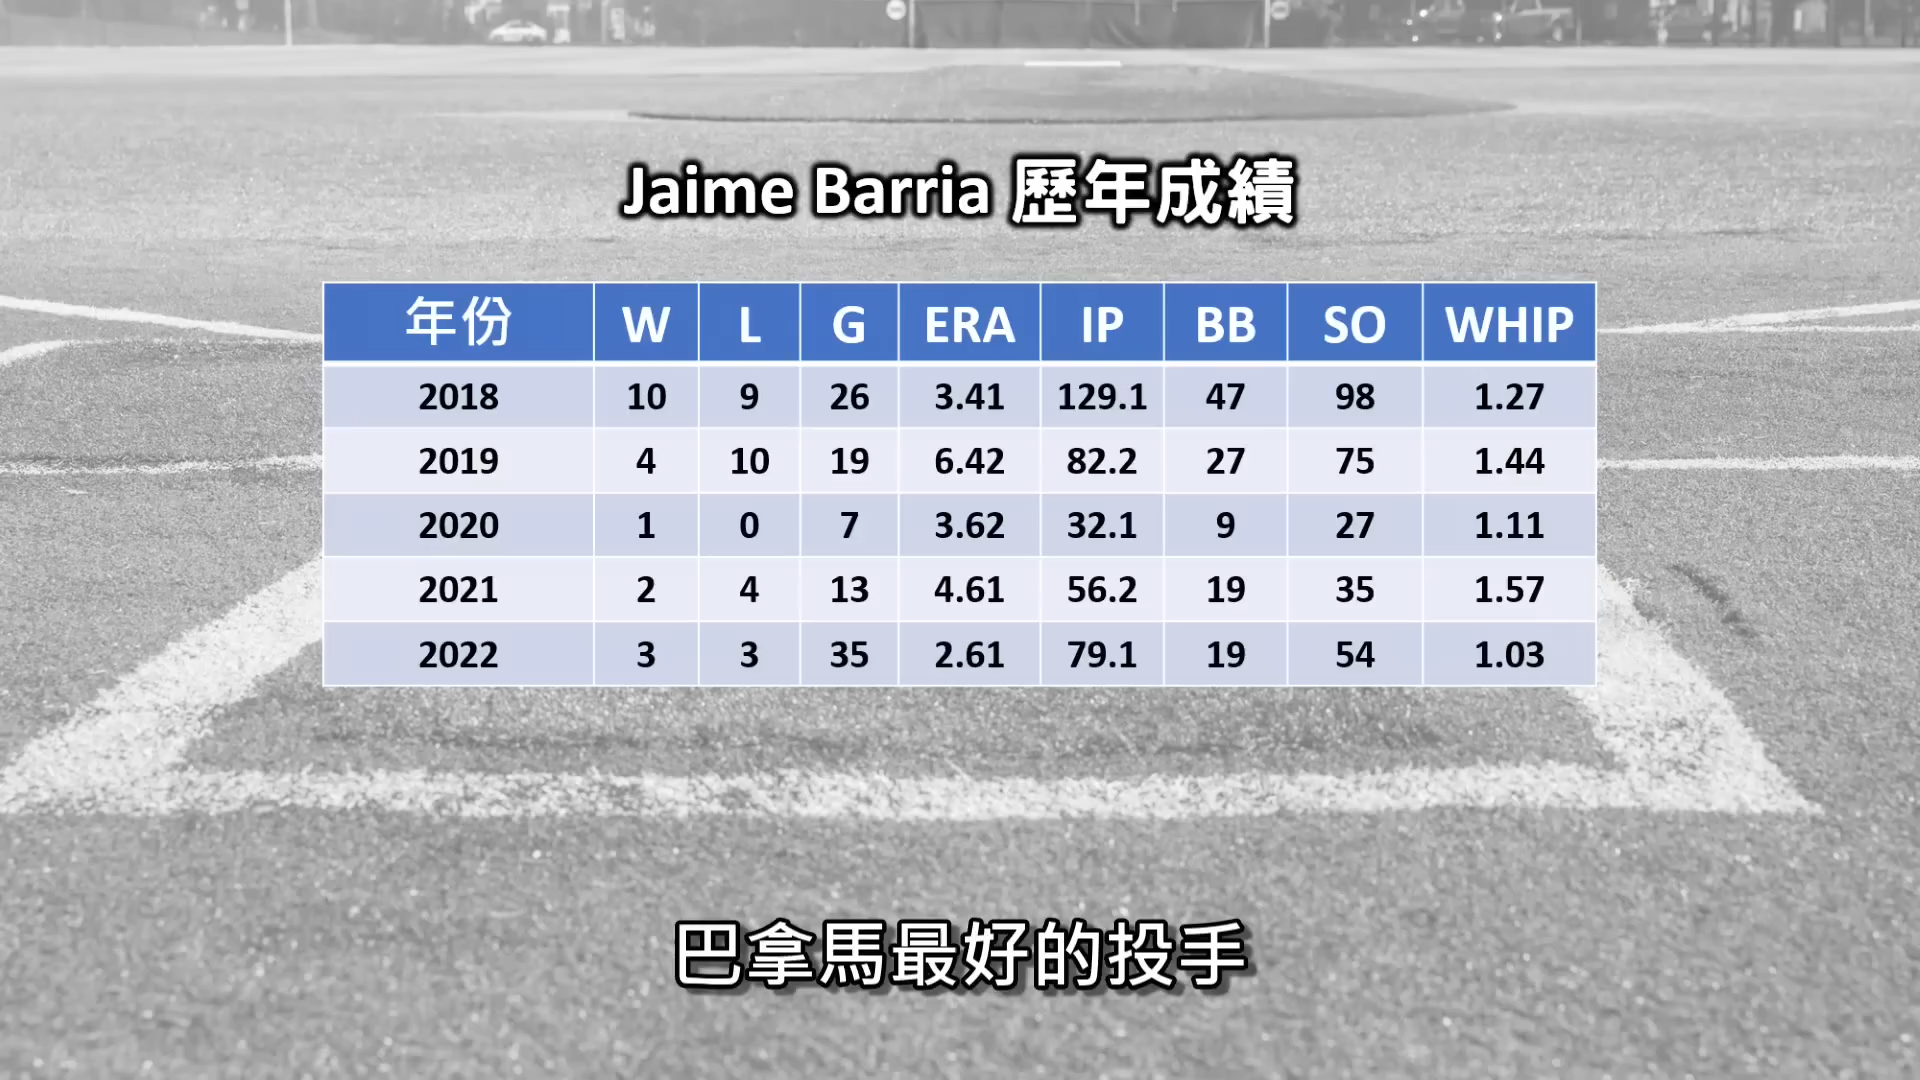 Jaime Barria 歷年成績
年份 W L G ERA IP BB SO WHIP
2018 10 9 26 3.41 129.1 47 98 1.27
2019 4 10 19 6.42 82.2 27 75 1.44
2020 1 0 7 3.62 32.1 9 27 1.11
2021 2 4 13 4.61 56.2 19 35 1.57
2022 3 3 35 2.61 79.1 19 54 1.03
巴拿馬最好的投手